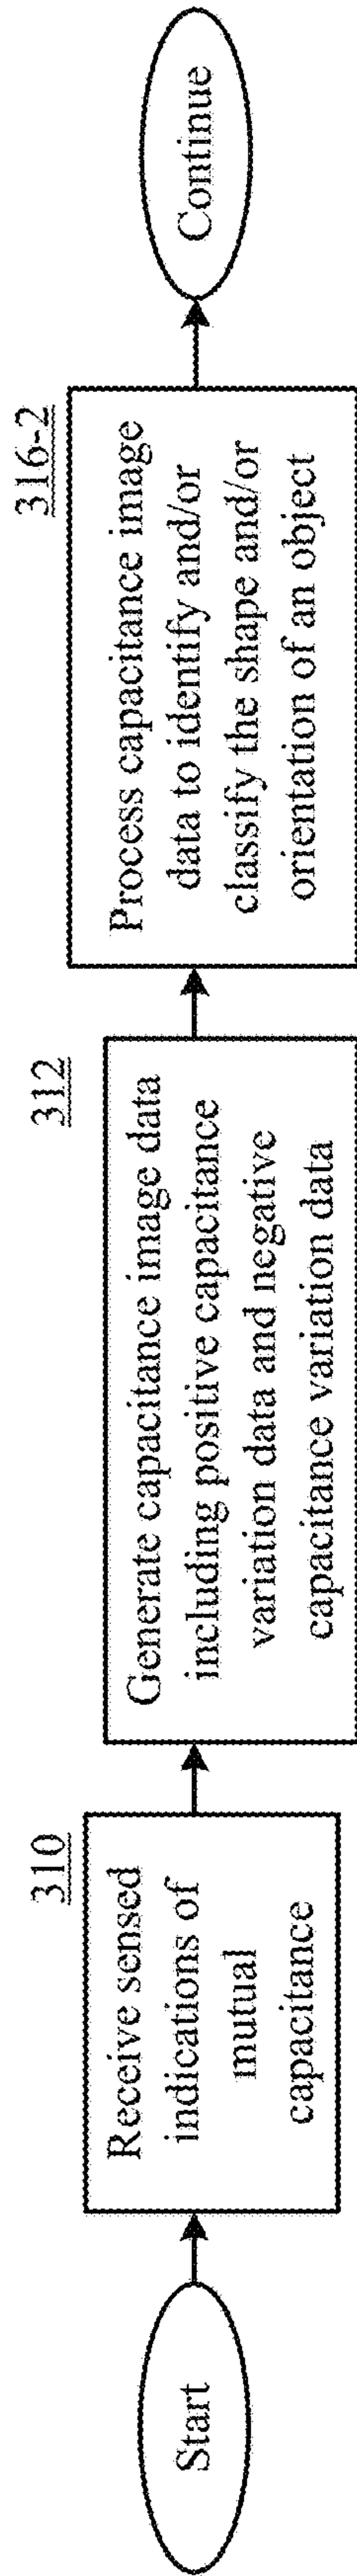 Start
310
Receive sensed
indications of
mutual
capacitance
312
Generate capacitance image data
including positive capacitance
variation data and negative
capacitance variation data
316-2
Process capacitance image
data to identify and/or
classify the shape and/or
orientation of an object
Continue